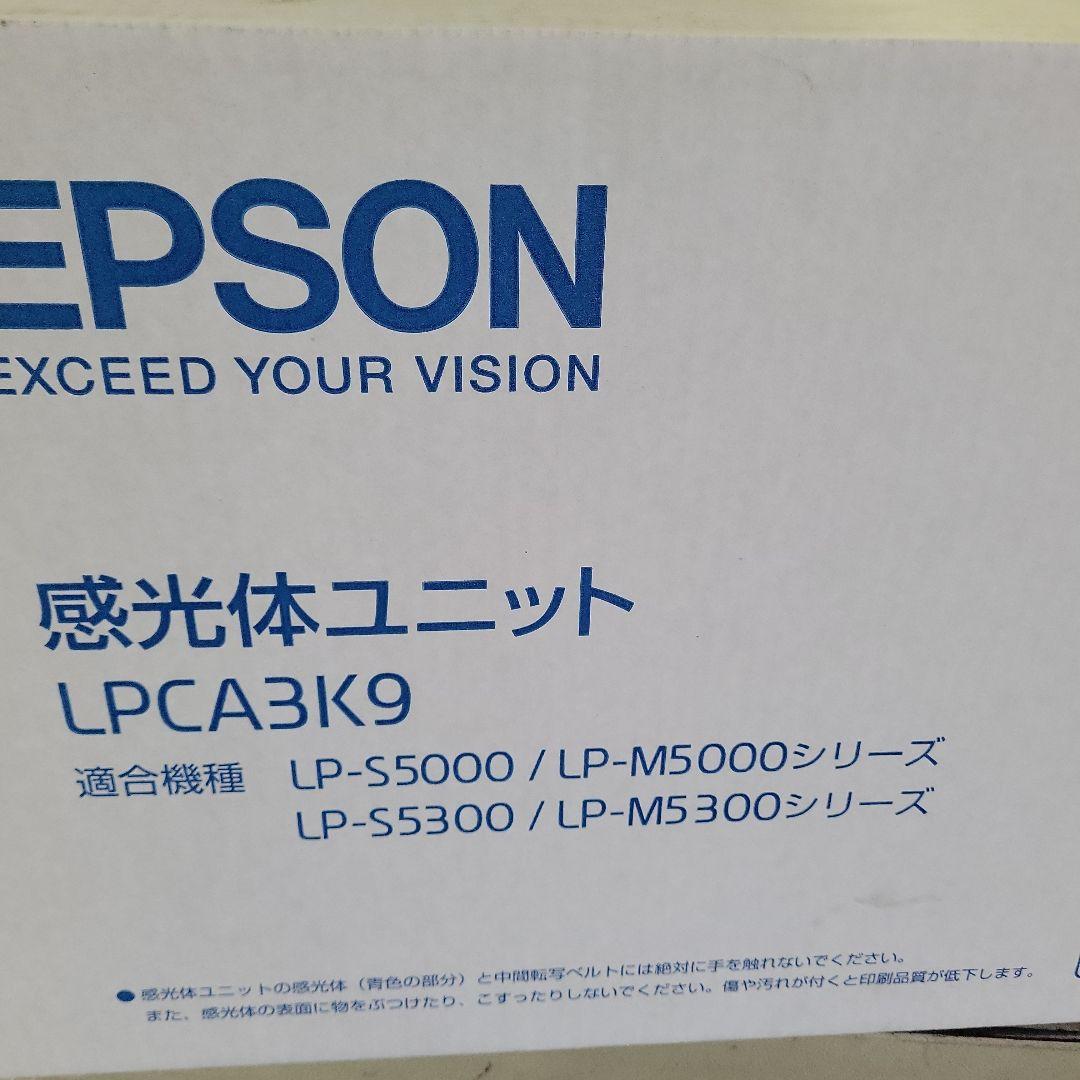 EPSON
EXCEED YOUR VISION
感光体ユニット
LPCA3K9
適合機種 LP-S5000 / LP-M5000シリーズ
LP-S5300 / LP-M5300シリーズ
● 感光体ユニットの感光体（青色の部分）と中間転写ベルトには絶対に手を触れないでください。
また、感光体の表面に物をぶつけたり、こすったりしないでください。傷や汚れが付くと印刷品質が低下します。